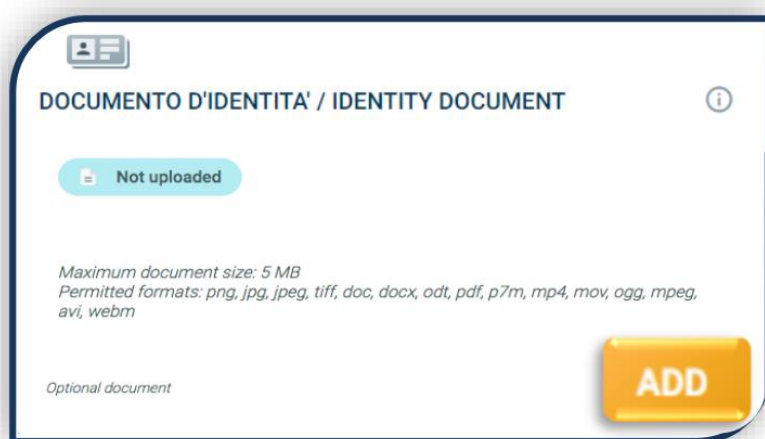 DOCUMENTO D'IDENTITA' / IDENTITY DOCUMENT
Not uploaded
Maximum document size: 5 MB
Permitted formats: png, jpg, jpeg, tiff, doc, docx, odt, pdf, p7m, mp4, mov, ogg, mpeg,
avi, webm
Optional document
ADD